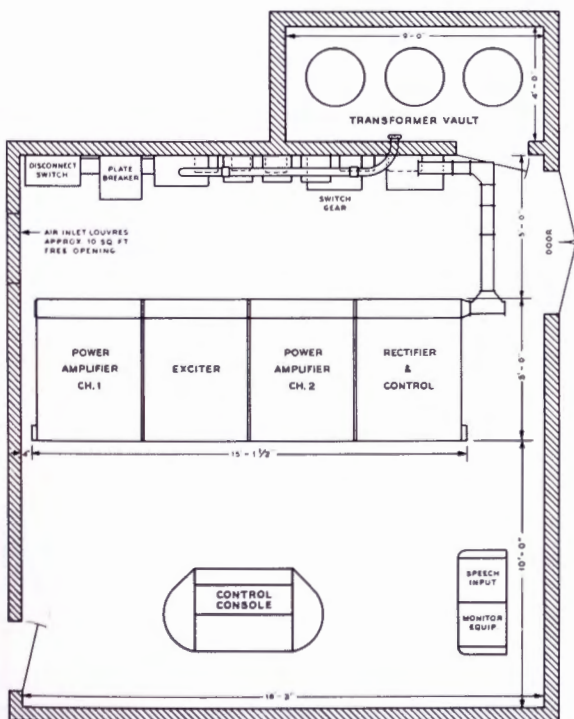 9'-0"
4'-0"
TRANSFORMER VAULT
DISCONNECT
SWITCH
PLATE
BREAKER
SWITCH
GEAR
AIR INLET LOUVRES
APPROX. 10 SQ. FT
FREE OPENING
5'-0"
DOOR
POWER
AMPLIFIER
CH. 1
EXCITER
POWER
AMPLIFIER
CH. 2
RECTIFIER
&
CONTROL
5'-0"
4"
15'-1 1/2"
10'-0"
CONTROL
CONSOLE
SPEECH
INPUT
MONITOR
EQUIP